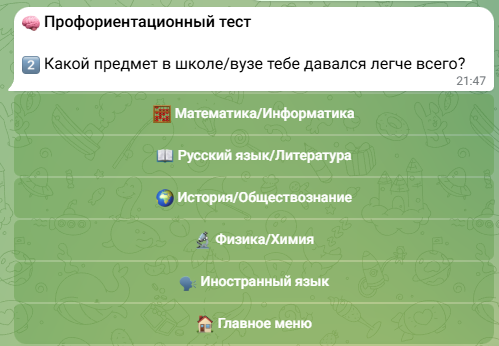 🧠 Профориентационный тест
2️⃣ Какой предмет в школе/вузе тебе давался легче всего?
21:47
🧮 Математика/Информатика
📖 Русский язык/Литература
🌍 История/Обществознание
🔬 Физика/Химия
🗣 Иностранный язык
🏠 Главное меню